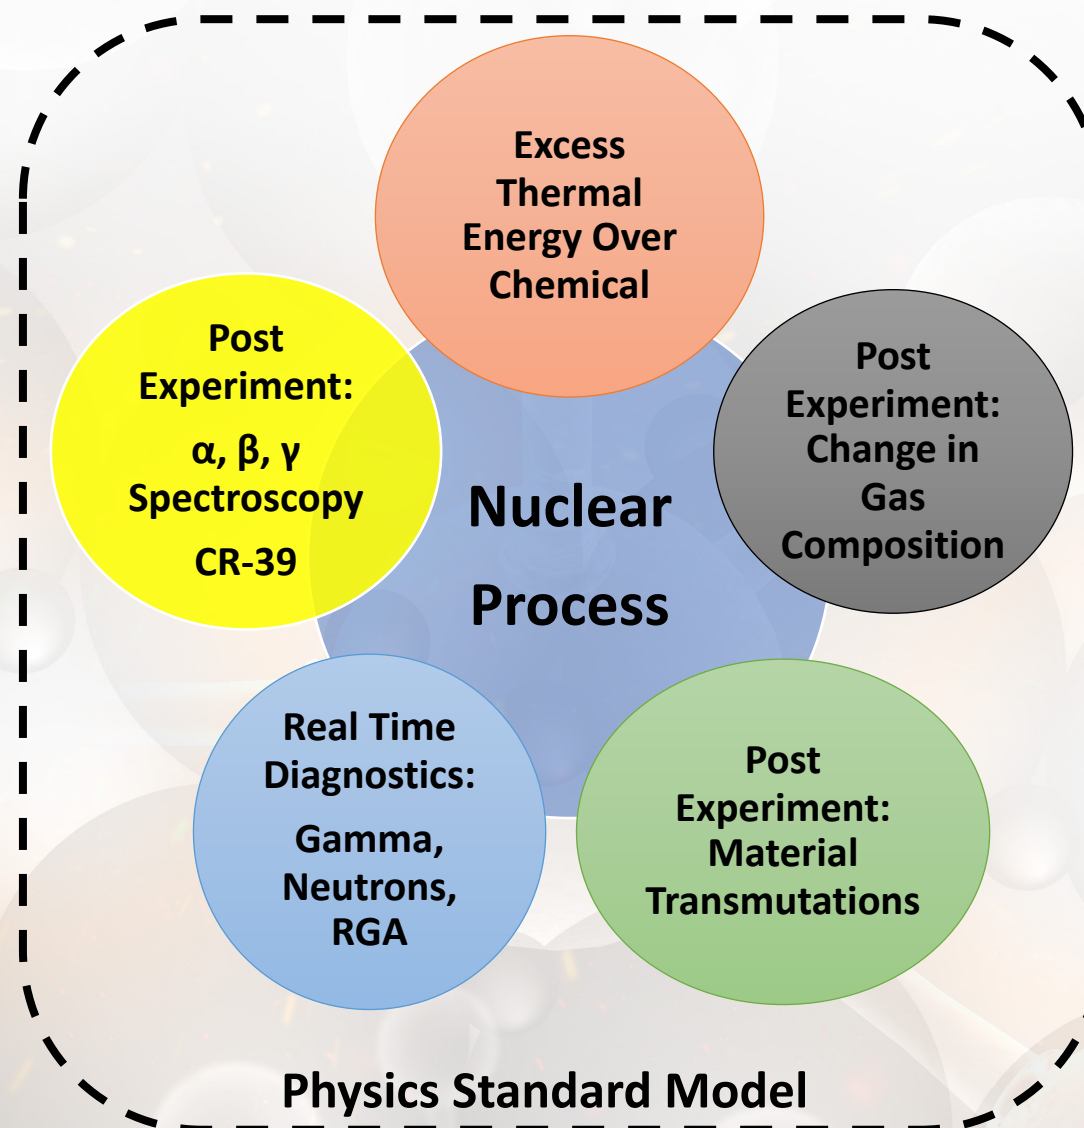 Excess
Thermal
Energy Over
Chemical
Post
Experiment:
α, β, γ
Spectroscopy
CR-39
Post
Experiment:
Change in
Gas
Composition
Nuclear
Process
Real Time
Diagnostics:
Gamma,
Neutrons,
RGA
Post
Experiment:
Material
Transmutations
Physics Standard Model